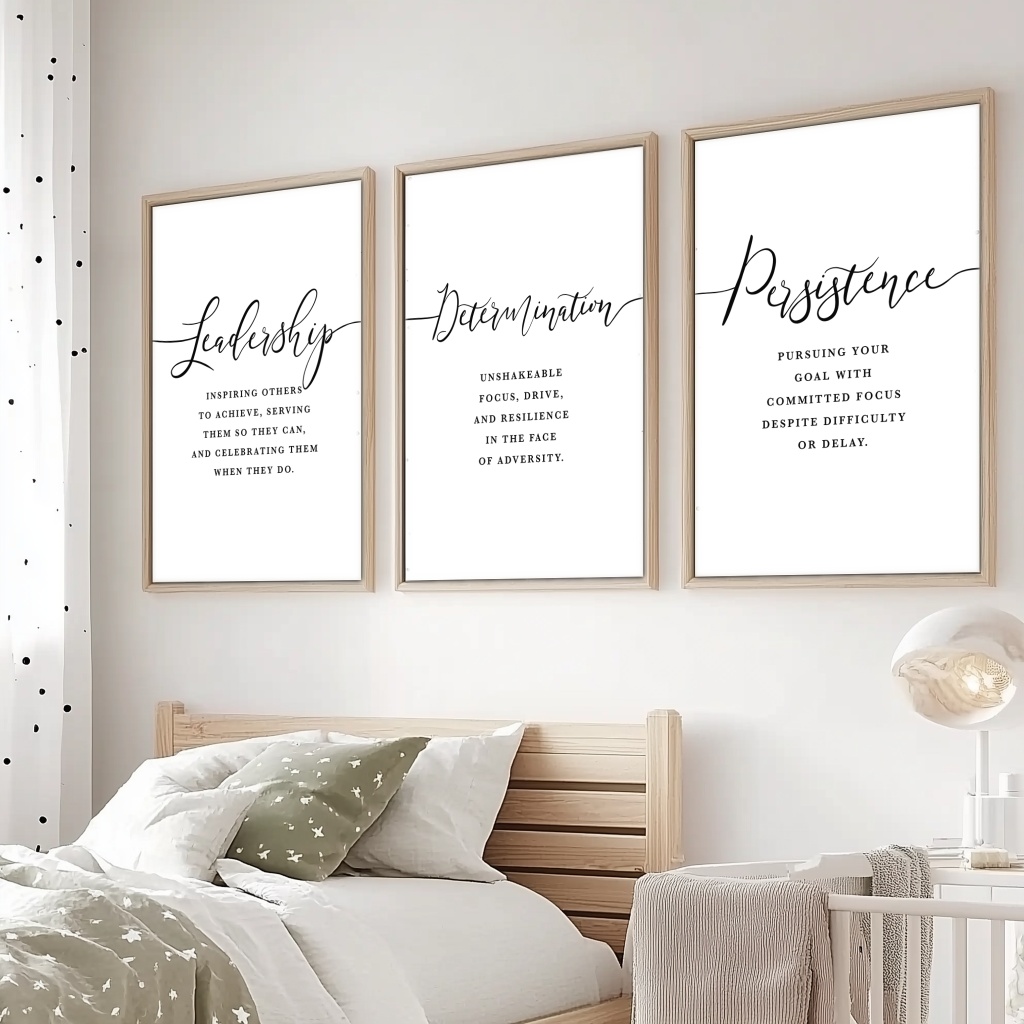 Leadership
INSPIRING OTHERS
TO ACHIEVE, SERVING
THEM SO THEY CAN,
AND CELEBRATING THEM
WHEN THEY DO.
Determination
UNSHAKEABLE
FOCUS, DRIVE,
AND RESILIENCE
IN THE FACE
OF ADVERSITY.
Persistence
PURSUING YOUR
GOAL WITH
COMMITTED FOCUS
DESPITE DIFFICULTY
OR DELAY.